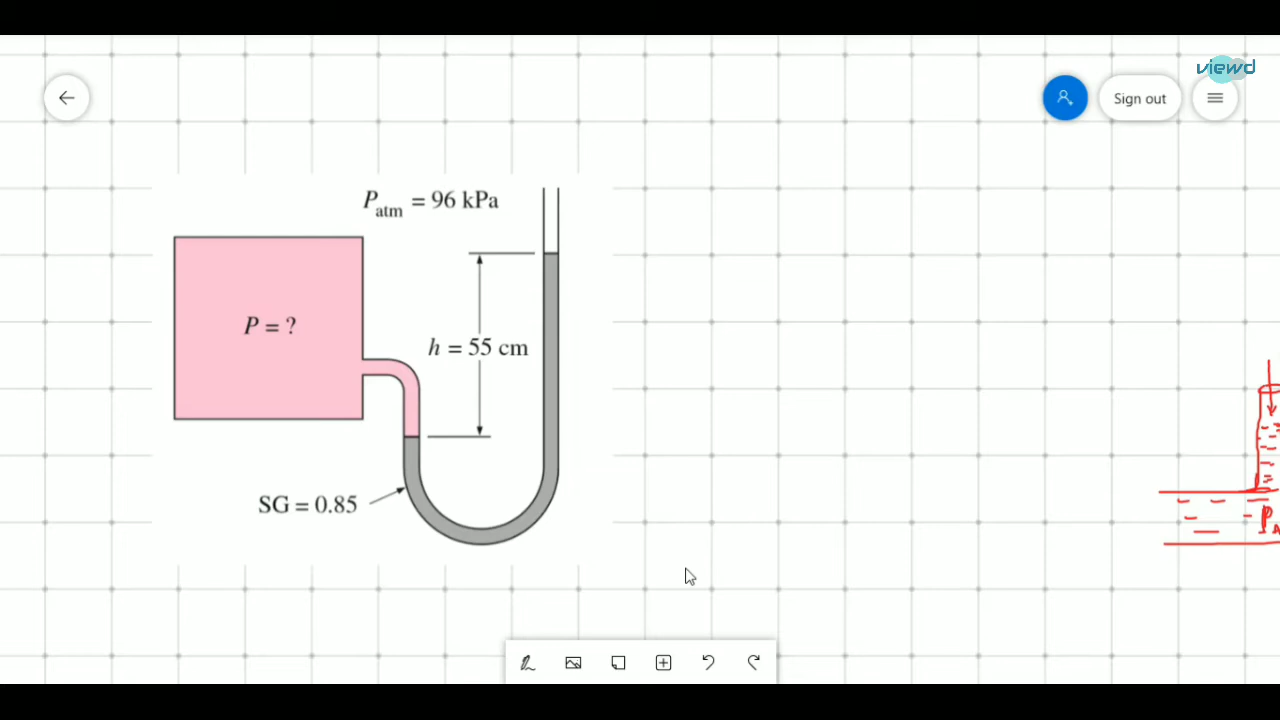 viewd
Sign out
P_atm = 96 kPa
P = ?
h = 55 cm
SG = 0.85